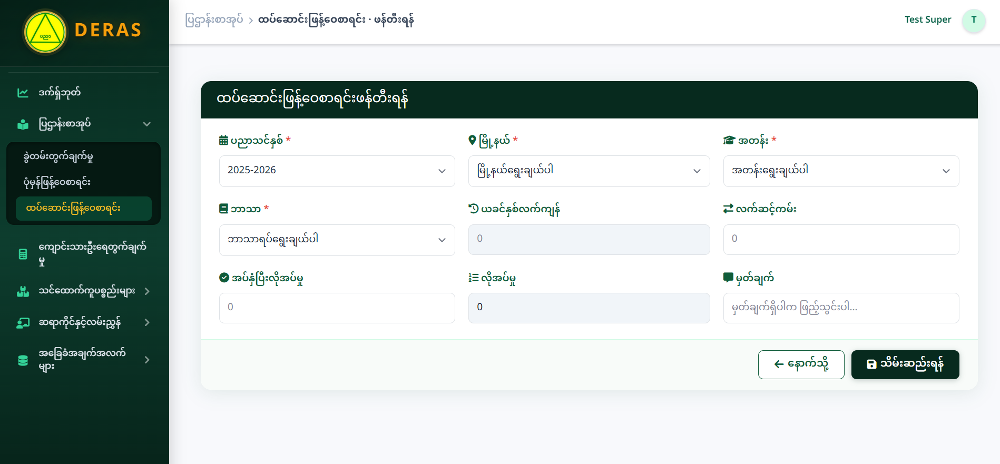 ပညာ
DERAS
ပြဌာန်းစာအုပ် > ထပ်ဆောင်းဖြန့်ဝေစာရင်း · ဖန်တီးရန်
Test Super
T
ဒက်ရှ်ဘုတ်
ပြဌာန်းစာအုပ်
ခွဲတမ်းတွက်ချက်မှု
ပုံမှန်ဖြန့်ဝေစာရင်း
ထပ်ဆောင်းဖြန့်ဝေစာရင်း
ကျောင်းသားဦးရေတွက်ချက်
မှု
သင်ထောက်ကူပစ္စည်းများ
ဆရာကိုင်နှင့်လမ်းညွှန်
အခြေခံအချက်အလက်
များ
ထပ်ဆောင်းဖြန့်ဝေစာရင်းဖန်တီးရန်
ပညာသင်နှစ် *
မြို့နယ် *
အတန်း *
2025-2026
မြို့နယ်ရွေးချယ်ပါ
အတန်းရွေးချယ်ပါ
ဘာသာ *
ယခင်နှစ်လက်ကျန်
လက်ဆင့်ကမ်း
ဘာသာရပ်ရွေးချယ်ပါ
0
0
အပ်နှံပြီးလိုအပ်မှု
လိုအပ်မှု
မှတ်ချက်
0
0
မှတ်ချက်ရှိပါက ဖြည့်သွင်းပါ...
နောက်သို့
သိမ်းဆည်းရန်